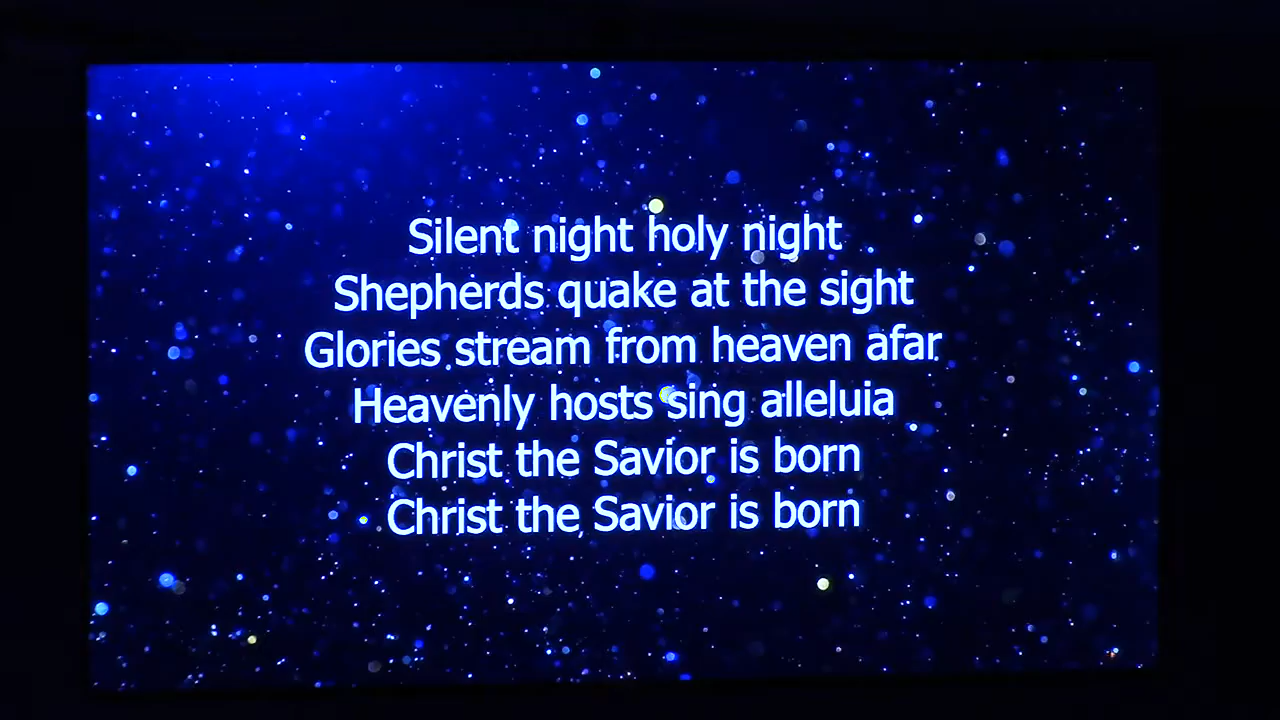 Silent night holy night
Shepherds quake at the sight
Glories stream from heaven afar
Heavenly hosts sing alleluia
Christ the Savior is born
Christ the Savior is born